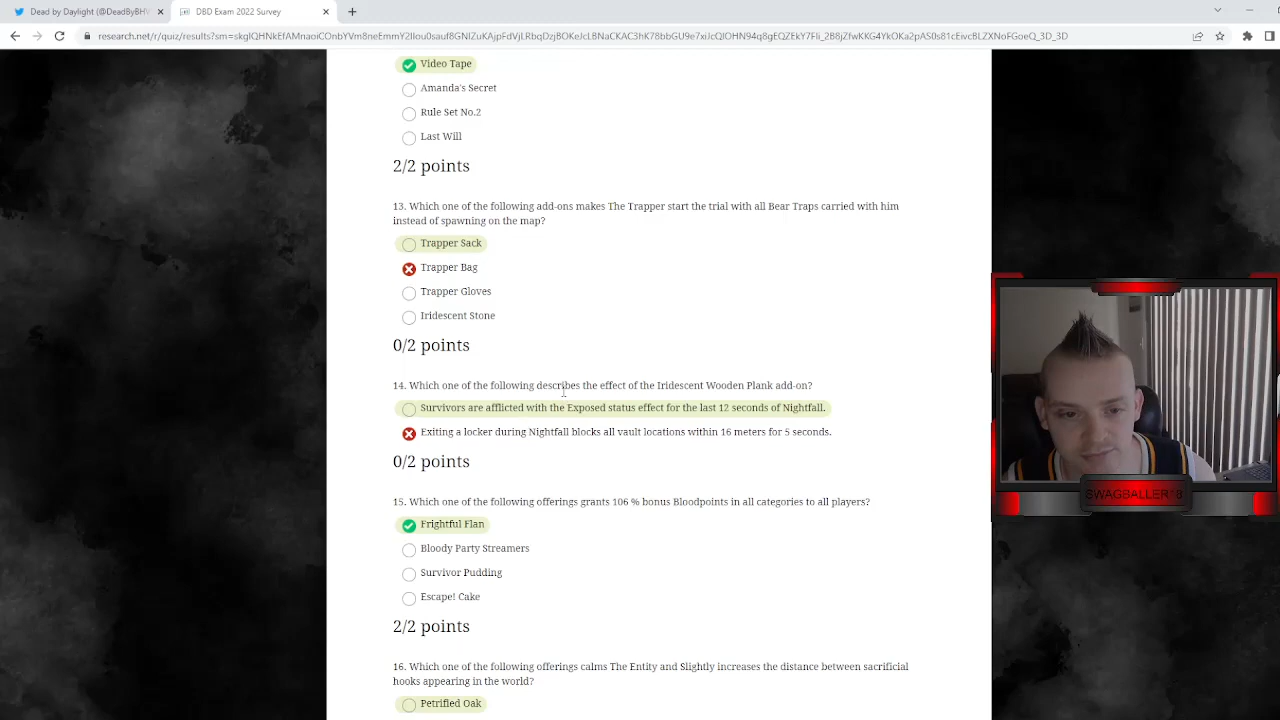 Dead by Daylight (@DeadByBHV
DBD Exam 2022 Survey
Video Tape
Amanda's Secret
Rule Set No.2
Last Will
2/2 points
13. Which one of the following add-ons makes The Trapper start the trial with all Bear Traps carried with him
instead of spawning on the map?
Trapper Sack
Trapper Bag
Trapper Gloves
Iridescent Stone
0/2 points
14. Which one of the following describes the effect of the Iridescent Wooden Plank add-on?
Survivors are afflicted with the Exposed status effect for the last 12 seconds of Nightfall.
Exiting a locker during Nightfall blocks all vault locations within 16 meters for 5 seconds.
0/2 points
15. Which one of the following offerings grants 106 % bonus Bloodpoints in all categories to all players?
Frightful Flan
Bloody Party Streamers
Survivor Pudding
Escape! Cake
2/2 points
16. Which one of the following offerings calms The Entity and Slightly increases the distance between sacrificial
hooks appearing in the world?
Petrified Oak
SWAGBALLER18